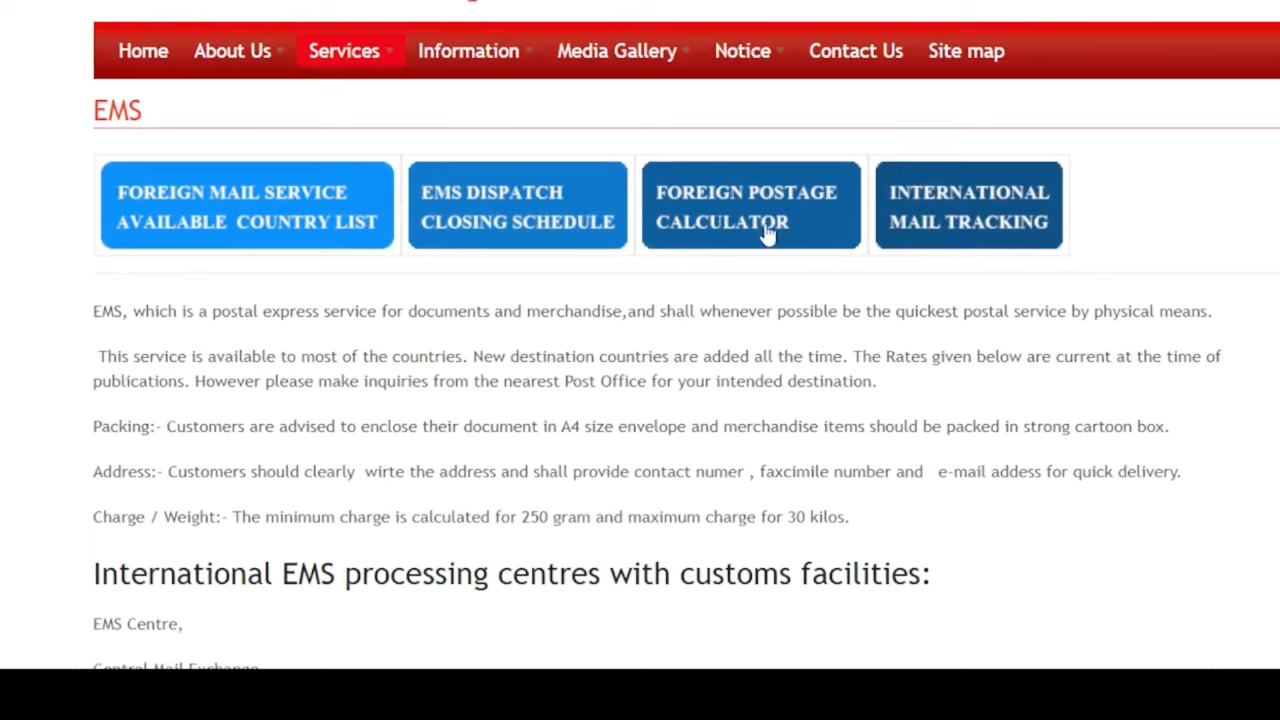 Home About Us Services Information Media Gallery Notice Contact Us Site map
EMS
FOREIGN MAIL SERVICE
AVAILABLE COUNTRY LIST
EMS DISPATCH
CLOSING SCHEDULE
FOREIGN POSTAGE
CALCULATOR
INTERNATIONAL
MAIL TRACKING
EMS, which is a postal express service for documents and merchandise,and shall whenever possible be the quickest postal service by physical means.
This service is available to most of the countries. New destination countries are added all the time. The Rates given below are current at the time of
publications. However please make inquiries from the nearest Post Office for your intended destination.
Packing:- Customers are advised to enclose their document in A4 size envelope and merchandise items should be packed in strong cartoon box.
Address:- Customers should clearly wirte the address and shall provide contact numer , faxcimile number and e-mail addess for quick delivery.
Charge / Weight:- The minimum charge is calculated for 250 gram and maximum charge for 30 kilos.
International EMS processing centres with customs facilities:
EMS Centre,
Central Mail Exchange